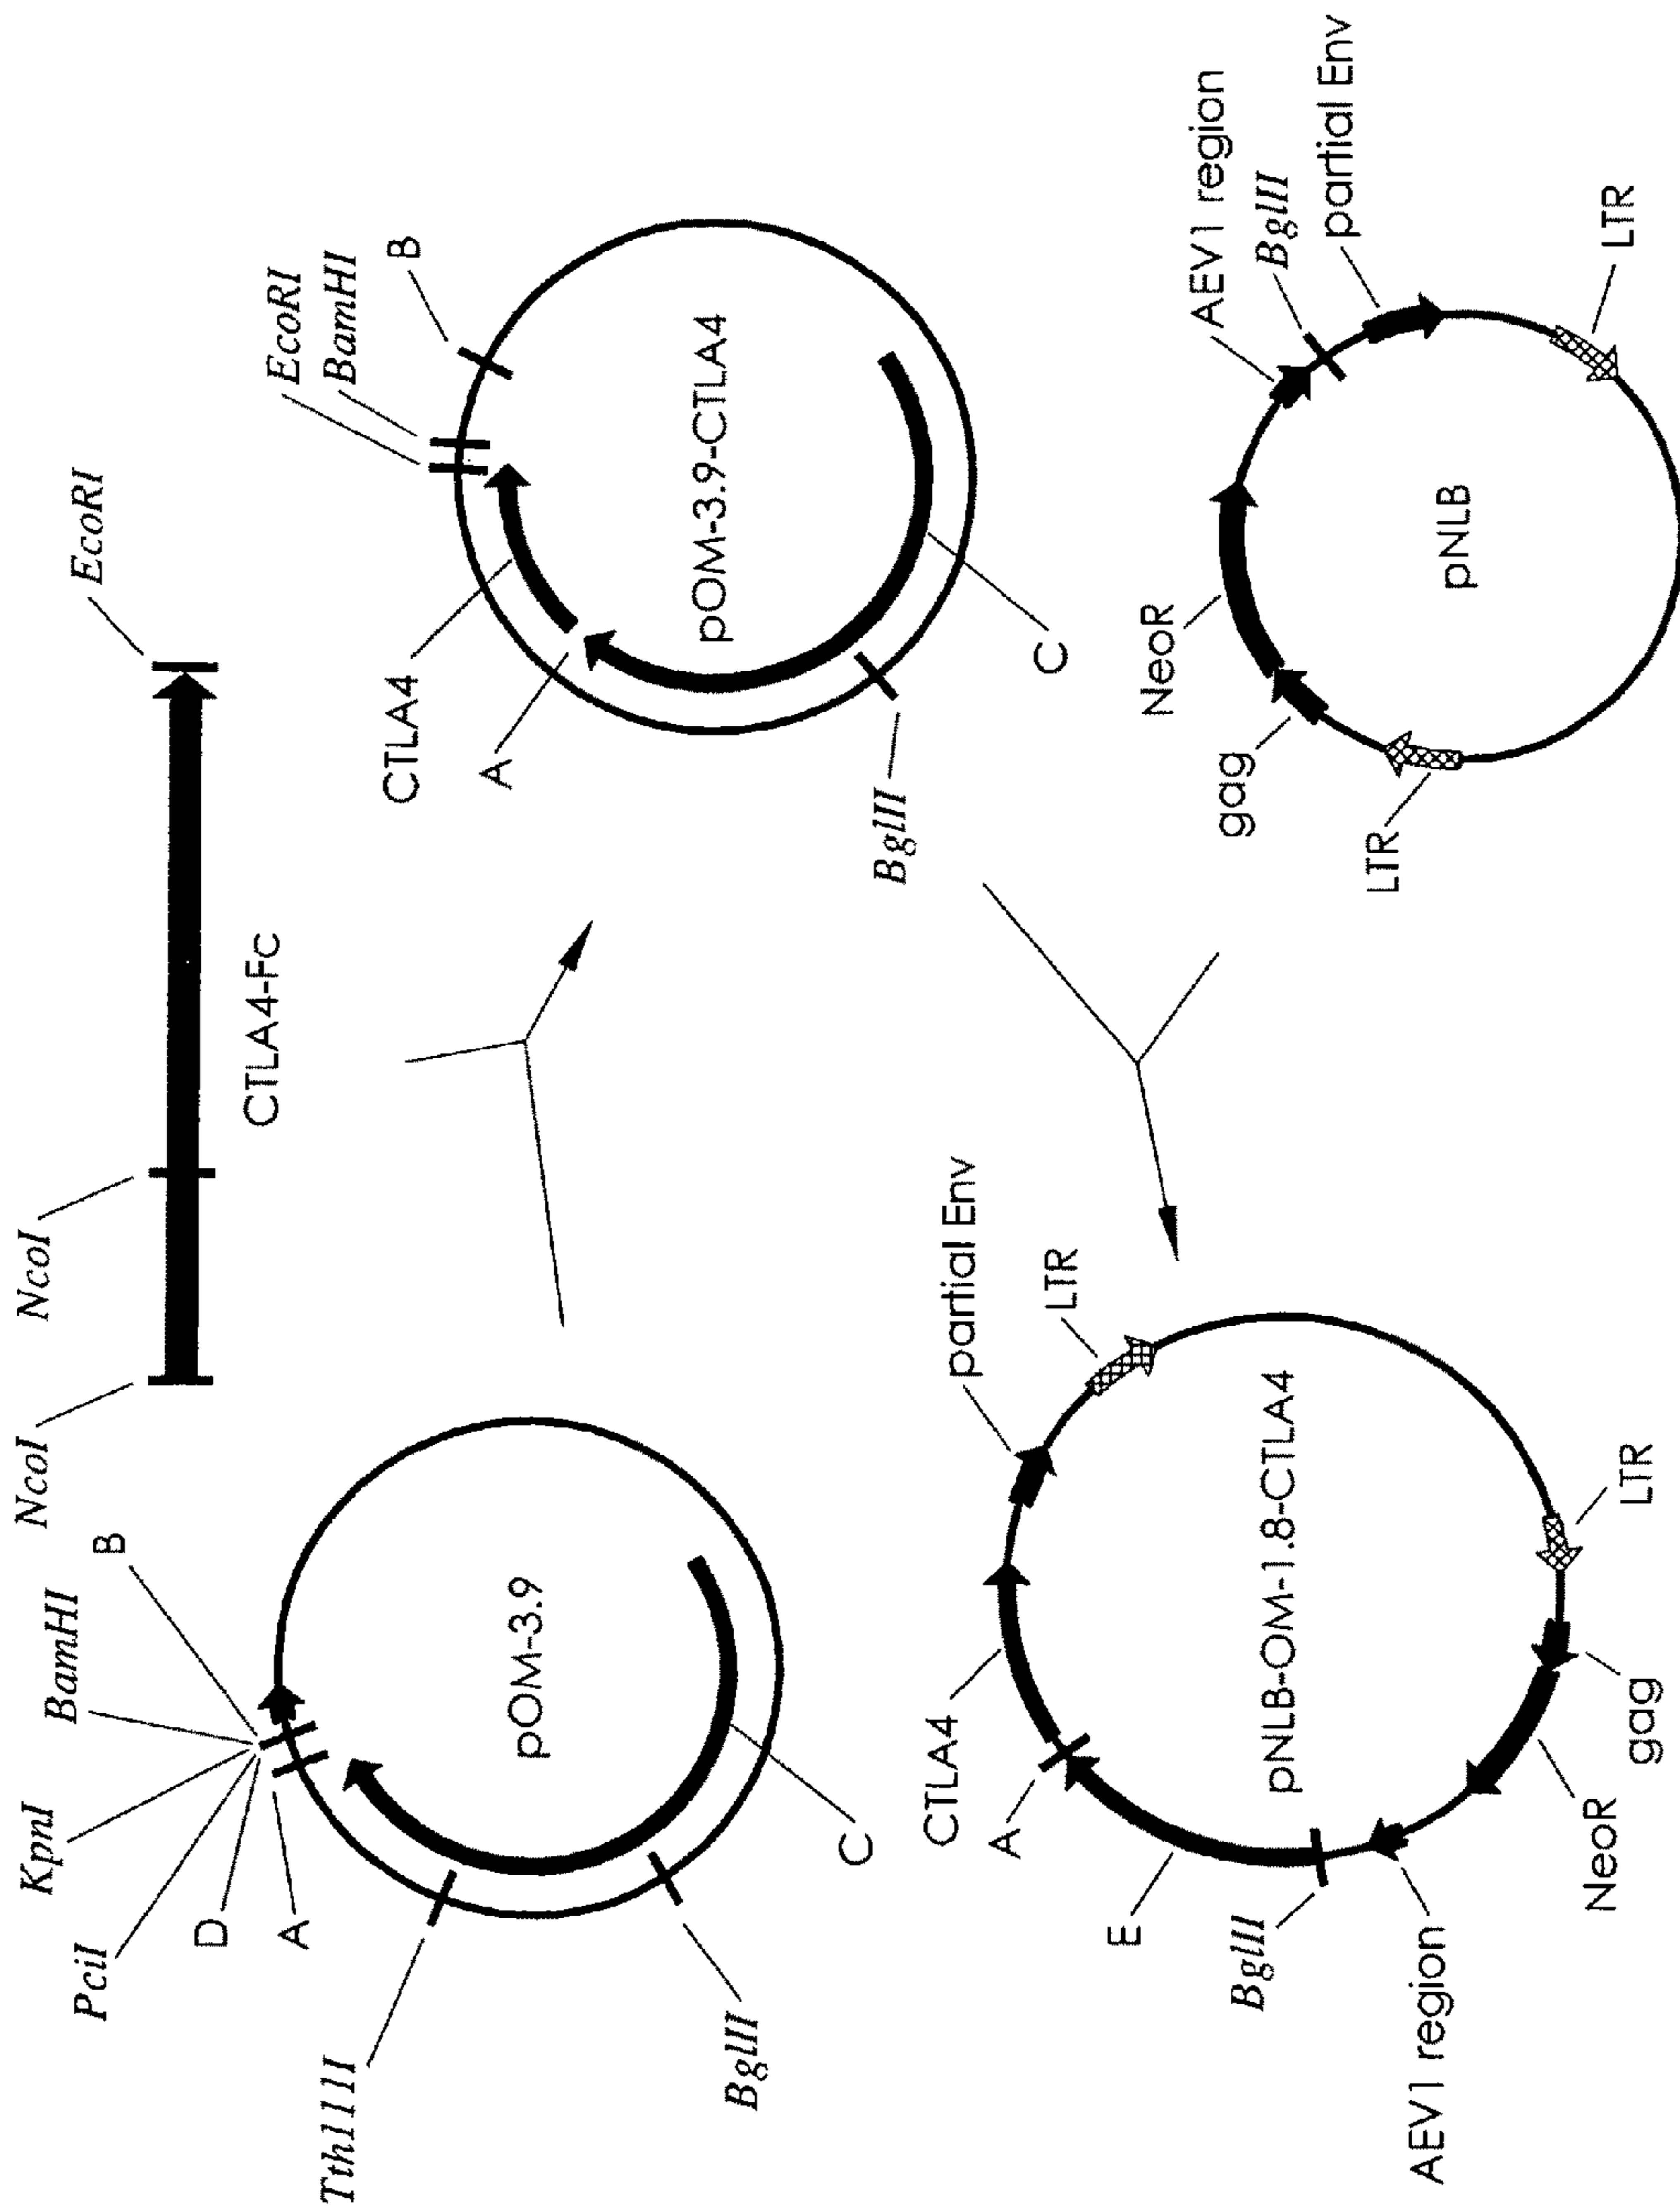 NcoI
NcoI
EcoRI
CTLA4-Fc
B
BamHI
KpnI
PciI
D
A
Tth111I
BglII
C
pOM-3.9
EcoRI
BamHI
B
CTLA4
A
BglII
C
pOM-3.9-CTLA4
partial Env
LTR
CTLA4
A
E
BglII
AEV1 region
NeoR
gag
LTR
pNLB-OM-1.8-CTLA4
AEV1 region
BglII
partial Env
LTR
NeoR
gag
LTR
pNLB